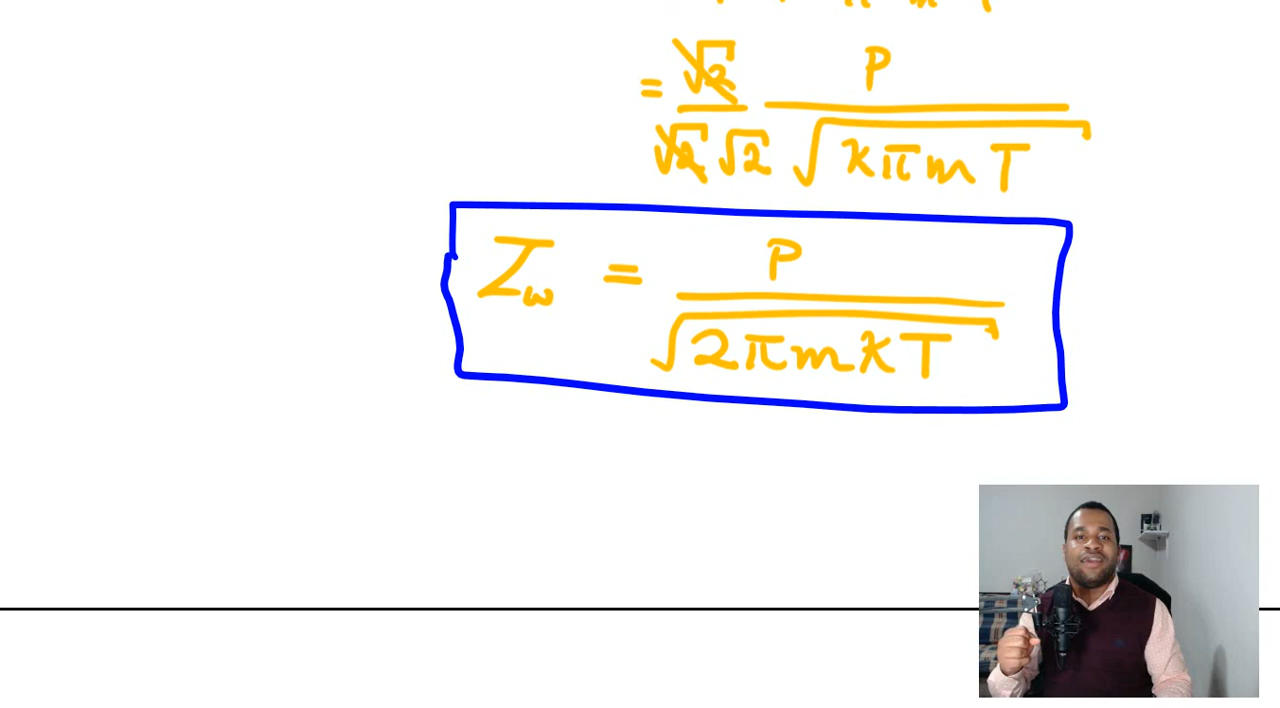 = √2 P
√2 √2 √kπmT
Z_w = P
√2πmkT